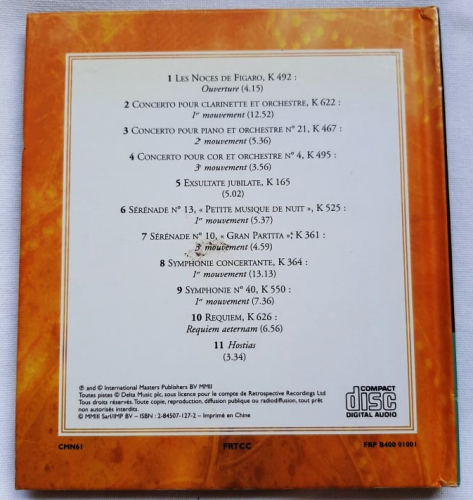 1 Les Noces de Figaro, K 492 :
Ouverture (4.15)
2 Concerto pour clarinette et orchestre, K 622 :
1er mouvement (12.52)
3 Concerto pour piano et orchestre n° 21, K 467 :
2e mouvement (5.36)
4 Concerto pour cor et orchestre n° 4, K 495 :
3e mouvement (3.56)
5 Exsultate jubilate, K 165
(5.02)
6 Sérénade n° 13, « Petite musique de nuit », K 525 :
1er mouvement (5.37)
7 Sérénade n° 10, « Gran Partita », K 361 :
3e mouvement (4.59)
8 Symphonie concertante, K 364 :
1er mouvement (13.13)
9 Symphonie n° 40, K 550 :
1er mouvement (7.36)
10 Requiem, K 626 :
Requiem aeternam (6.56)
11 Hostias
(3.34)
℗ and © International Masters Publishers BV MMIII
Toutes pistes © Delta Music plc, sous licence pour le compte de Retrospective Recordings Ltd
Tous droits réservés. Toute copie, reproduction, diffusion publique ou radiodiffusion, tout prêt
non autorisés interdits.
© MMIII Sarl/IMP BV – ISBN : 2-84507-127-2 – Imprimé en Chine
COMPACT
disc
DIGITAL AUDIO
CMN61
FRTCC
FRP B400 01001